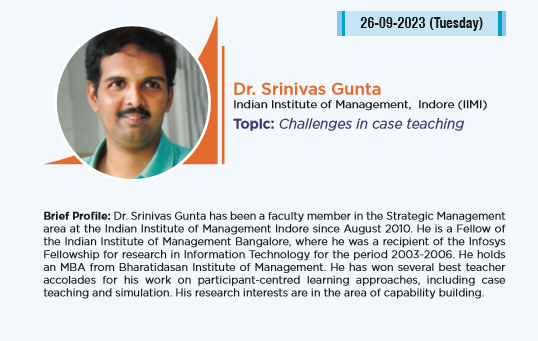 26-09-2023 (Tuesday)
Dr. Srinivas Gunta
Indian Institute of Management, Indore (IIMI)
Topic: Challenges in case teaching
Brief Profile: Dr. Srinivas Gunta has been a faculty member in the Strategic Management
area at the Indian Institute of Management Indore since August 2010. He is a Fellow of
the Indian Institute of Management Bangalore, where he was a recipient of the Infosys
Fellowship for research in Information Technology for the period 2003-2006. He holds
an MBA from Bharatidasan Institute of Management. He has won several best teacher
accolades for his work on participant-centred learning approaches, including case
teaching and simulation. His research interests are in the area of capability building.